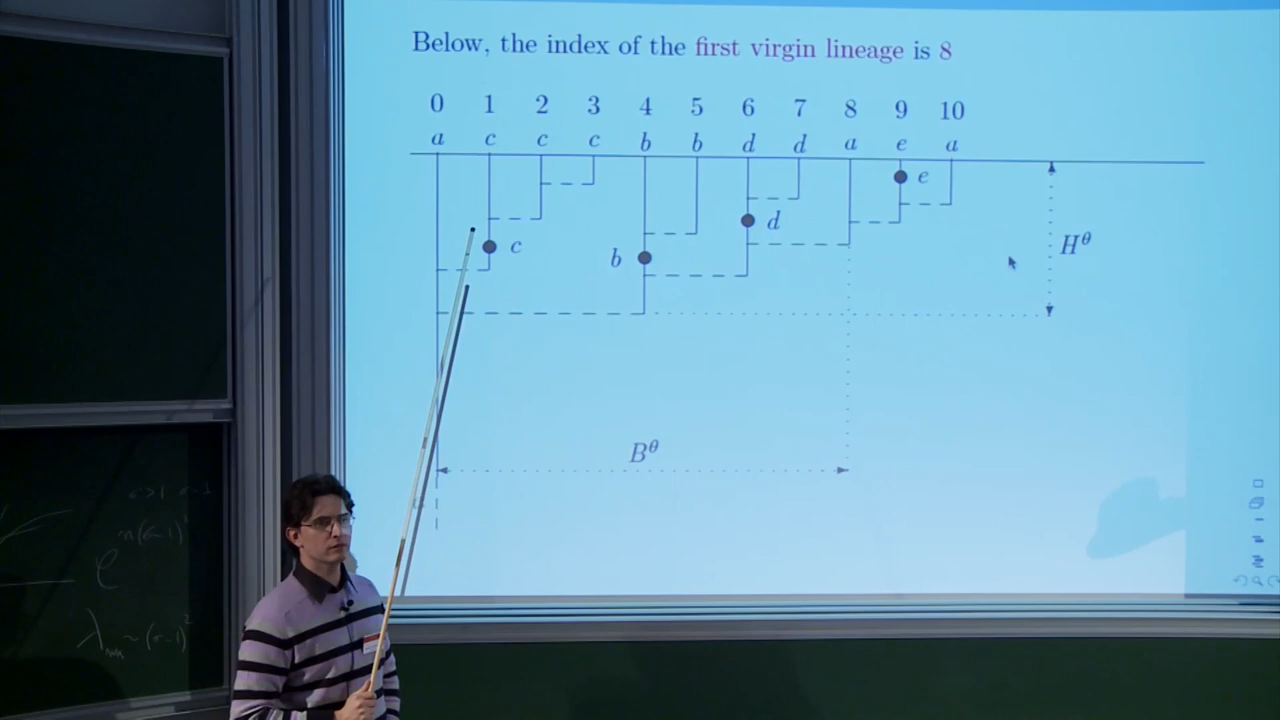 Below, the index of the first virgin lineage is 8
0 1 2 3 4 5 6 7 8 9 10
a c c c b b d d a e a
e
d
c
H^θ
b
B^θ
n(σ-1)